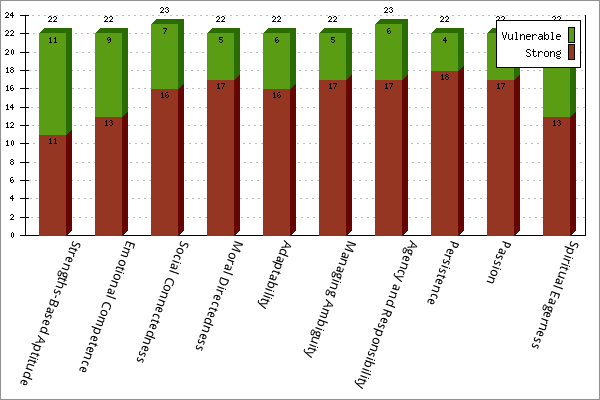 23 23
22 22 22 22 22 22 22 22
24
22
20
18
16
14
12
10
8
6
4
2
0
Vulnerable
Strong
11 9 7 5 6 5 6 4
11 13 16 17 16 17 17 18 17 13
Strengths-Based Aptitude
Emotional Competence
Social Connectedness
Moral Directedness
Adaptability
Managing Ambiguity
Agency and Responsibility
Persistence
Passion
Spiritual Eagerness